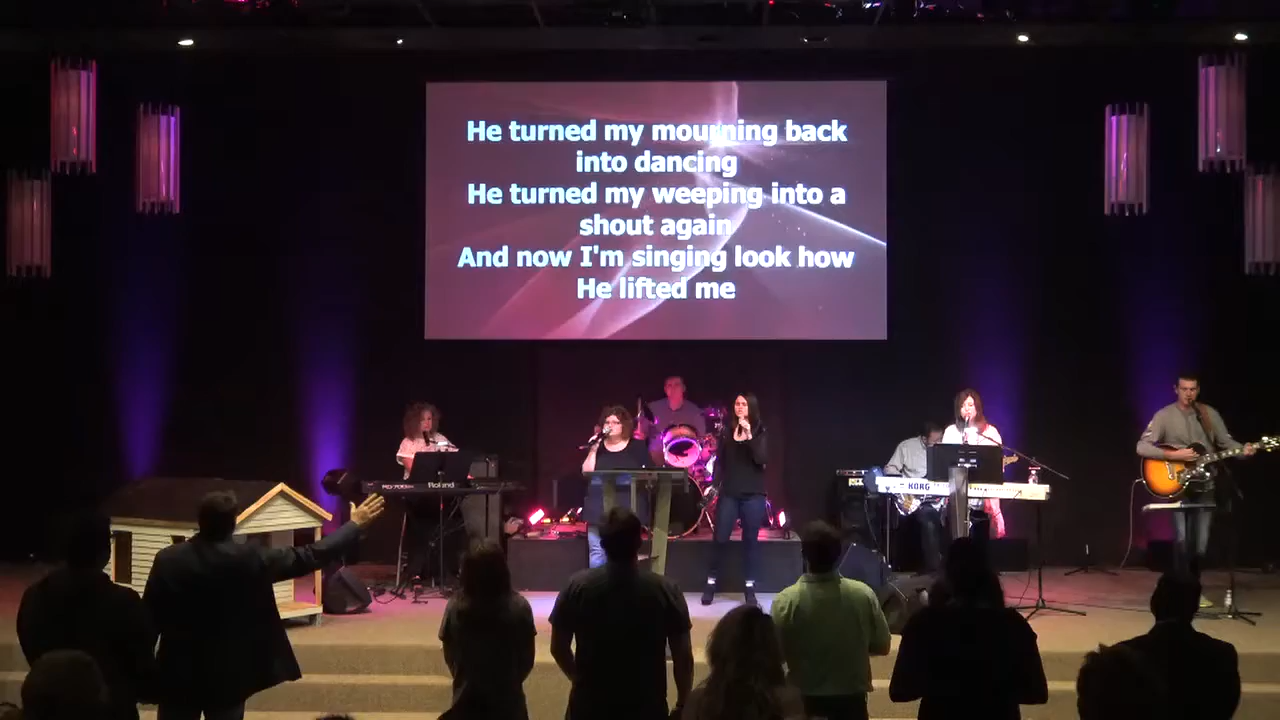 He turned my mourning back
into dancing
He turned my weeping into a
shout again
And now I'm singing look how
He lifted me
Roland
KORG